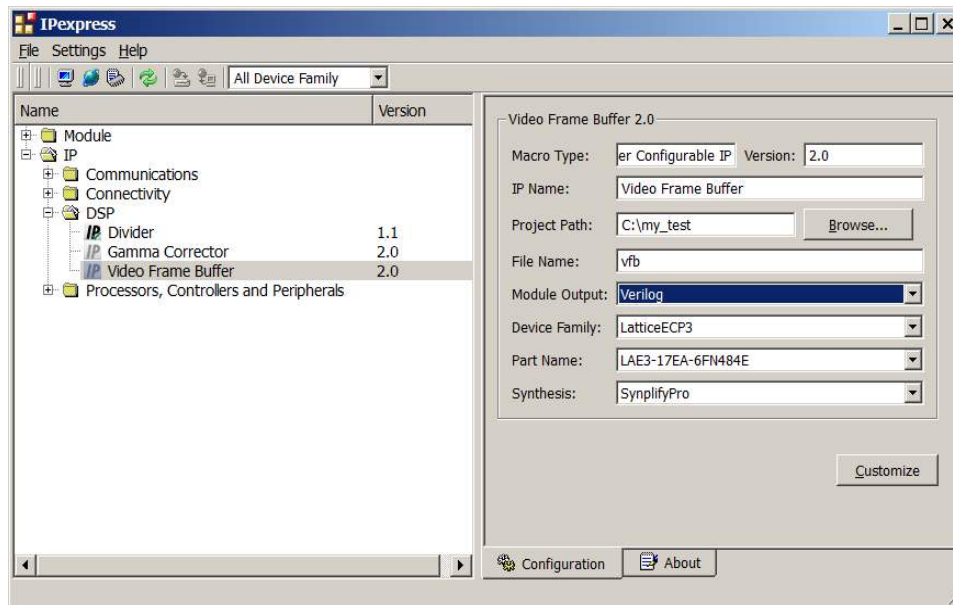 IPexpress
File Settings Help
All Device Family
Name Version
Module
IP
Communications
Connectivity
DSP
IP Divider 1.1
IP Gamma Corrector 2.0
IP Video Frame Buffer 2.0
Processors, Controllers and Peripherals
Video Frame Buffer 2.0
Macro Type: er Configurable IP Version: 2.0
IP Name: Video Frame Buffer
Project Path: C:\my_test Browse...
File Name: vfb
Module Output: Verilog
Device Family: LatticeECP3
Part Name: LAE3-17EA-6FN484E
Synthesis: SynplifyPro
Customize
Configuration About